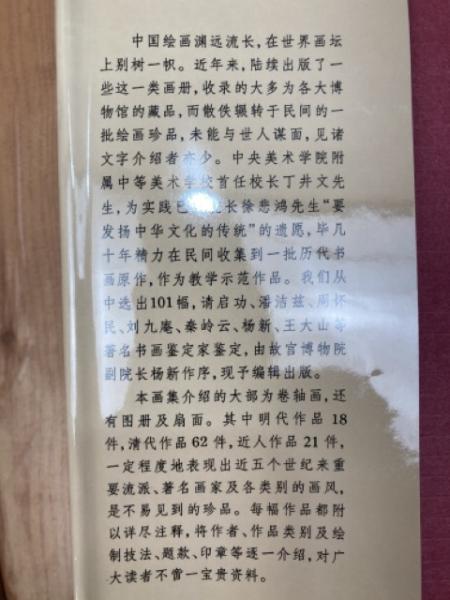 中国绘画渊远流长,在世界画坛
上别树一帜。近年来,陆续出版了一
些这一类画册,收录的大多为各大博
物馆的藏品,而散佚辗转于民间的一
批绘画珍品,未能与世人谋面,见诸
文字介绍者亦少。中央美术学院附
属中等美术学校首任校长丁井文先
生,为实践已故院长徐悲鸿先生“要
发扬中华文化的传统”的遗愿,毕几
十年精力在民间收集到一批历代书
画原作,作为教学示范作品。我们从
中选出101幅,请启功、潘洁兹、周怀
民、刘九庵、秦岭云、杨新、王大山等
著名书画鉴定家鉴定,由故宫博物院
副院长杨新作序,现予编辑出版。
本画集介绍的大部为卷轴画,还
有图册及扇面。其中明代作品 18
件,清代作品 62 件,近人作品 21 件,
一定程度地表现出近五个世纪来重
要流派、著名画家及各类别的画风,
是不易见到的珍品。每幅作品都附
以详尽注释,将作者、作品类别及绘
制技法、题款、印章等逐一介绍,对广
大读者不啻一宝贵资料。